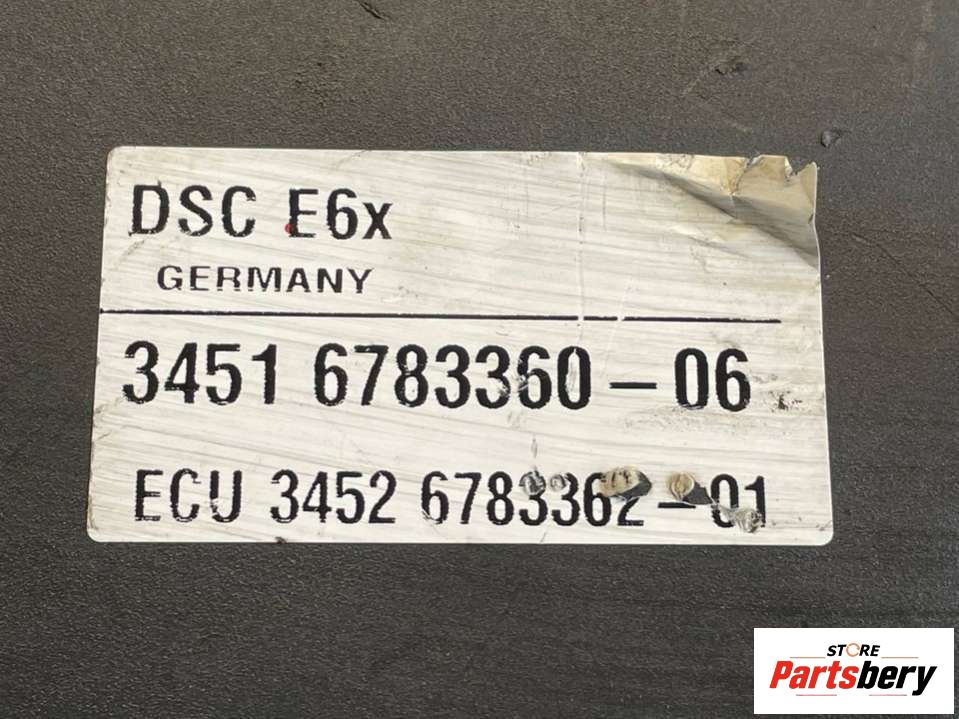 DSC E6x
GERMANY
3451 6783360-06
ECU 3452 6783362-01
STORE
Partsbery